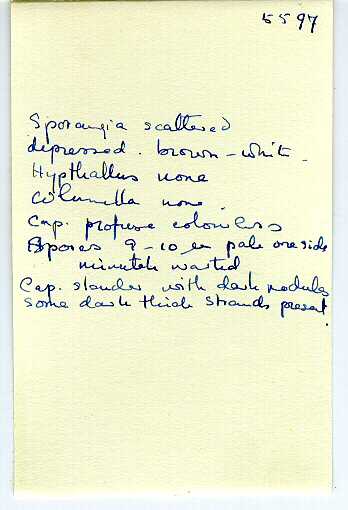 5597
Sporangia scattered
depressed. brown-white.
Hypthallus none
Columella none.
Cap. profuse colourless
Spores 9-10 µ pale one side
minutely warted
Cap. slender with dark nodules
some dark thick strands present.